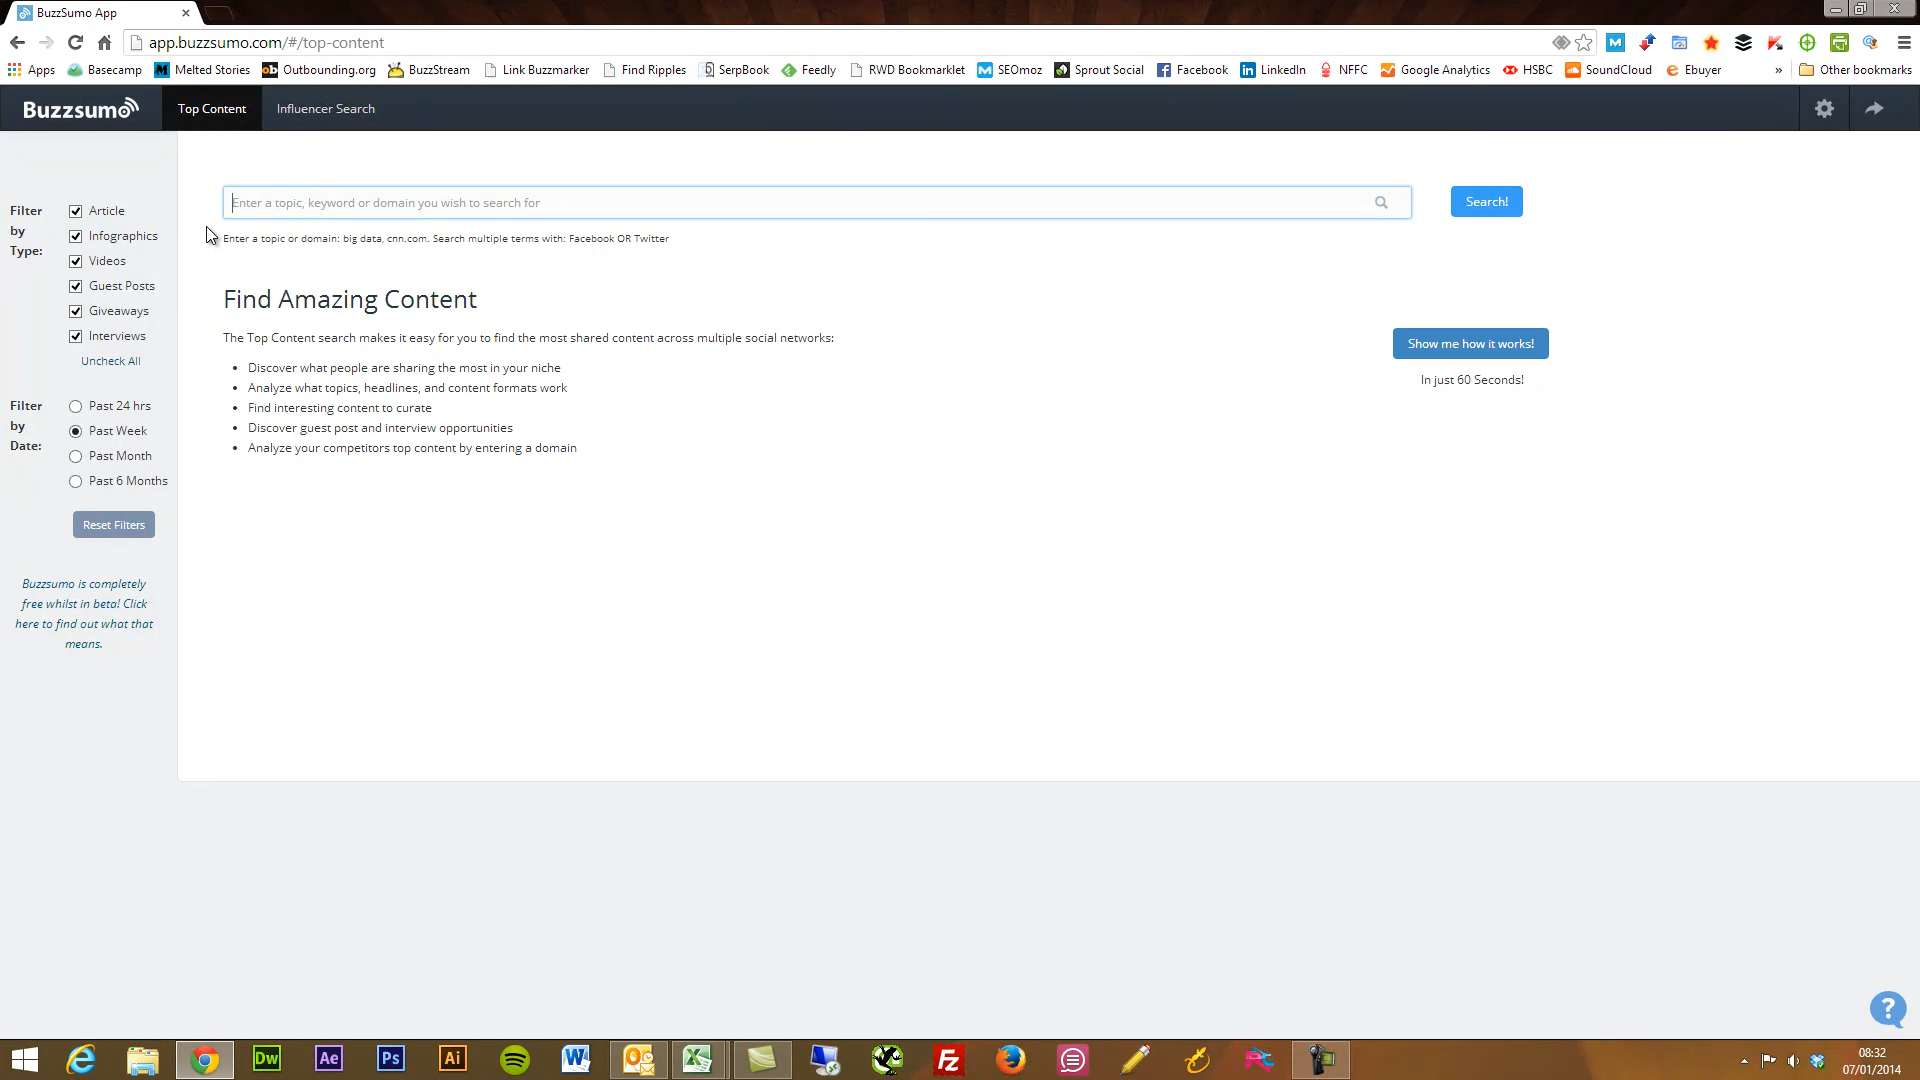 BuzzSumo App
app.buzzsumo.com/#/top-content
Apps Basecamp Melted Stories Outbounding.org BuzzStream Link Buzzmarker Find Ripples SerpBook Feedly RWD Bookmarklet SEOmoz Sprout Social Facebook LinkedIn NFFC Google Analytics HSBC SoundCloud Ebuyer » Other bookmarks
Buzzsumo Top Content Influencer Search
Enter a topic, keyword or domain you wish to search for
Search!
Enter a topic or domain: big data, cnn.com. Search multiple terms with: Facebook OR Twitter
Filter
by
Type:
Article
Infographics
Videos
Guest Posts
Giveaways
Interviews
Uncheck All
Filter
by
Date:
Past 24 hrs
Past Week
Past Month
Past 6 Months
Reset Filters
Buzzsumo is completely
free whilst in beta! Click
here to find out what that
means.
Find Amazing Content
The Top Content search makes it easy for you to find the most shared content across multiple social networks:
• Discover what people are sharing the most in your niche
• Analyze what topics, headlines, and content formats work
• Find interesting content to curate
• Discover guest post and interview opportunities
• Analyze your competitors top content by entering a domain
Show me how it works!
In just 60 Seconds!
?
Dw Ae Ps Ai Fz
08:32
07/01/2014